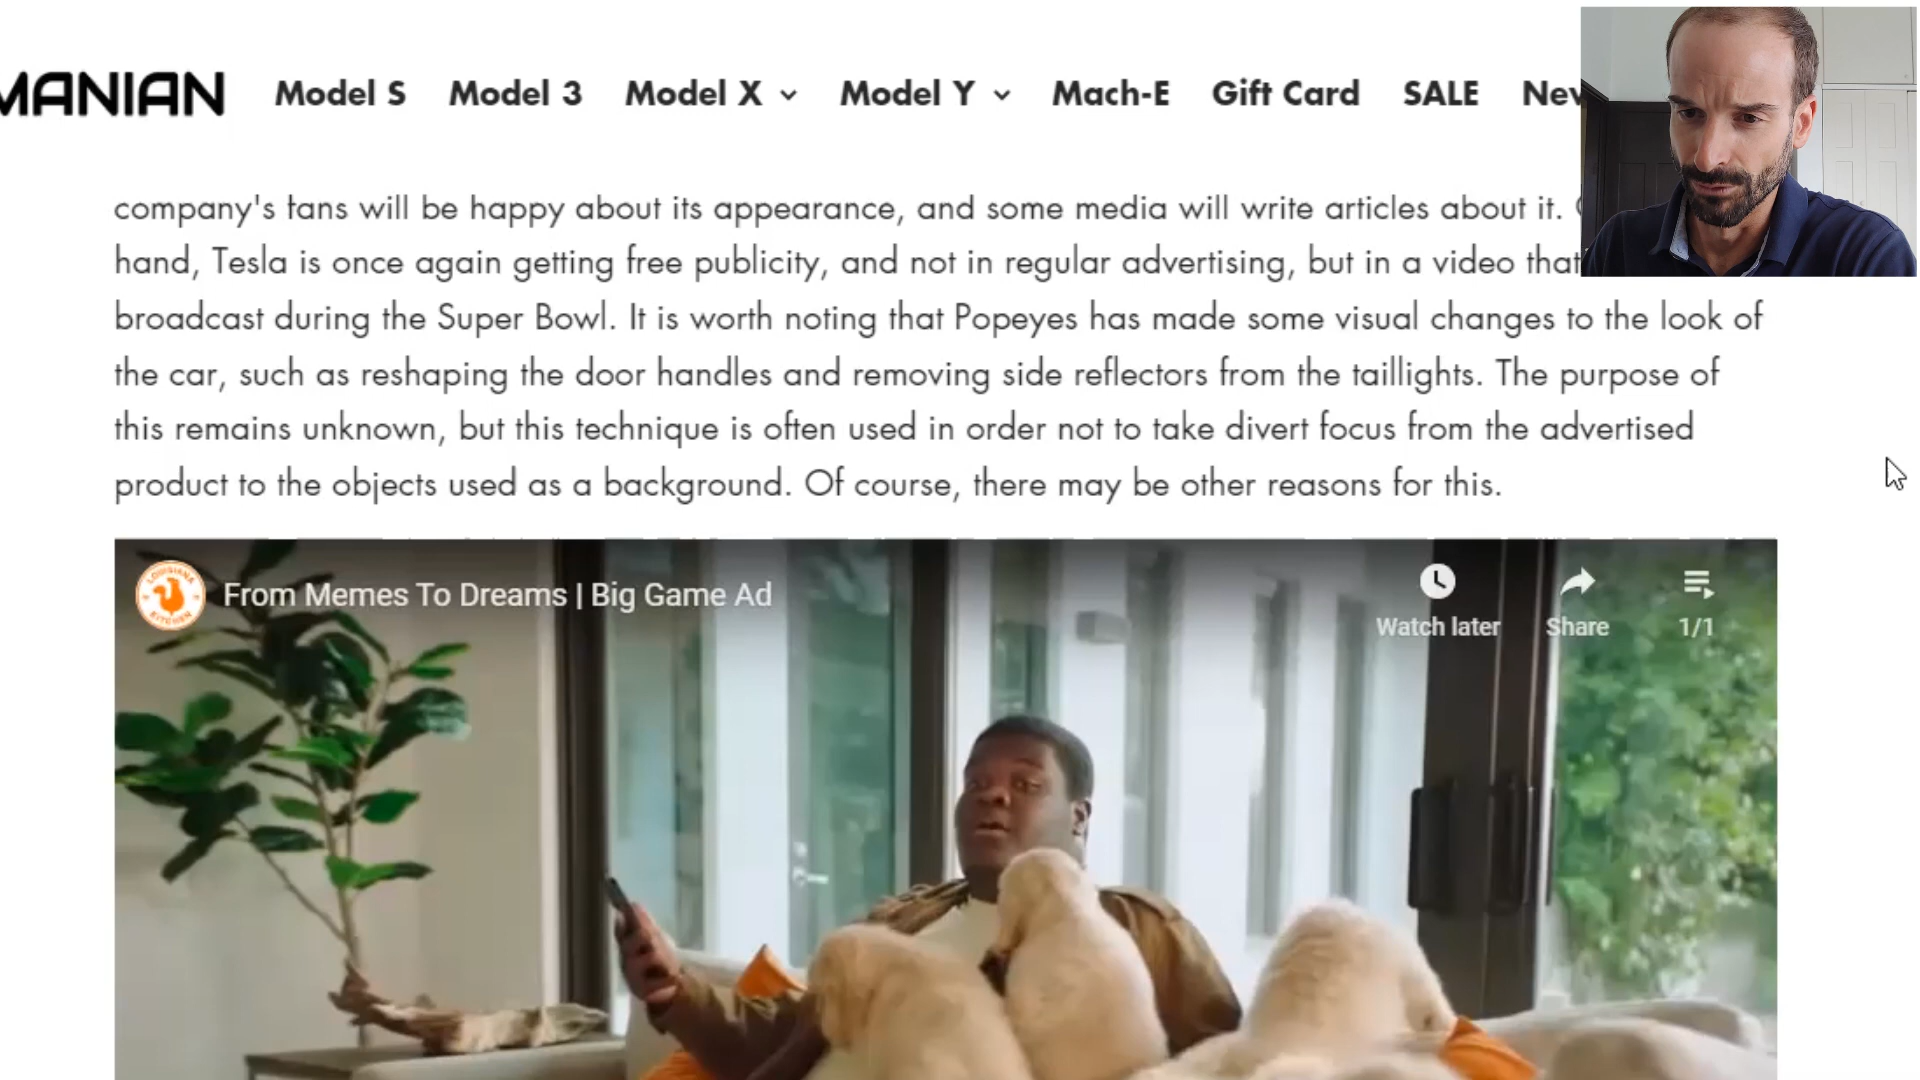 MANIAN Model S Model 3 Model X Model Y Mach-E Gift Card SALE
company's fans will be happy about its appearance, and some media will write articles about it.
hand, Tesla is once again getting free publicity, and not in regular advertising, but in a video that
broadcast during the Super Bowl. It is worth noting that Popeyes has made some visual changes to the look of
the car, such as reshaping the door handles and removing side reflectors from the taillights. The purpose of
this remains unknown, but this technique is often used in order not to take divert focus from the advertised
product to the objects used as a background. Of course, there may be other reasons for this.
LOUISIANA
KITCHEN
From Memes To Dreams | Big Game Ad
Watch later Share 1/1